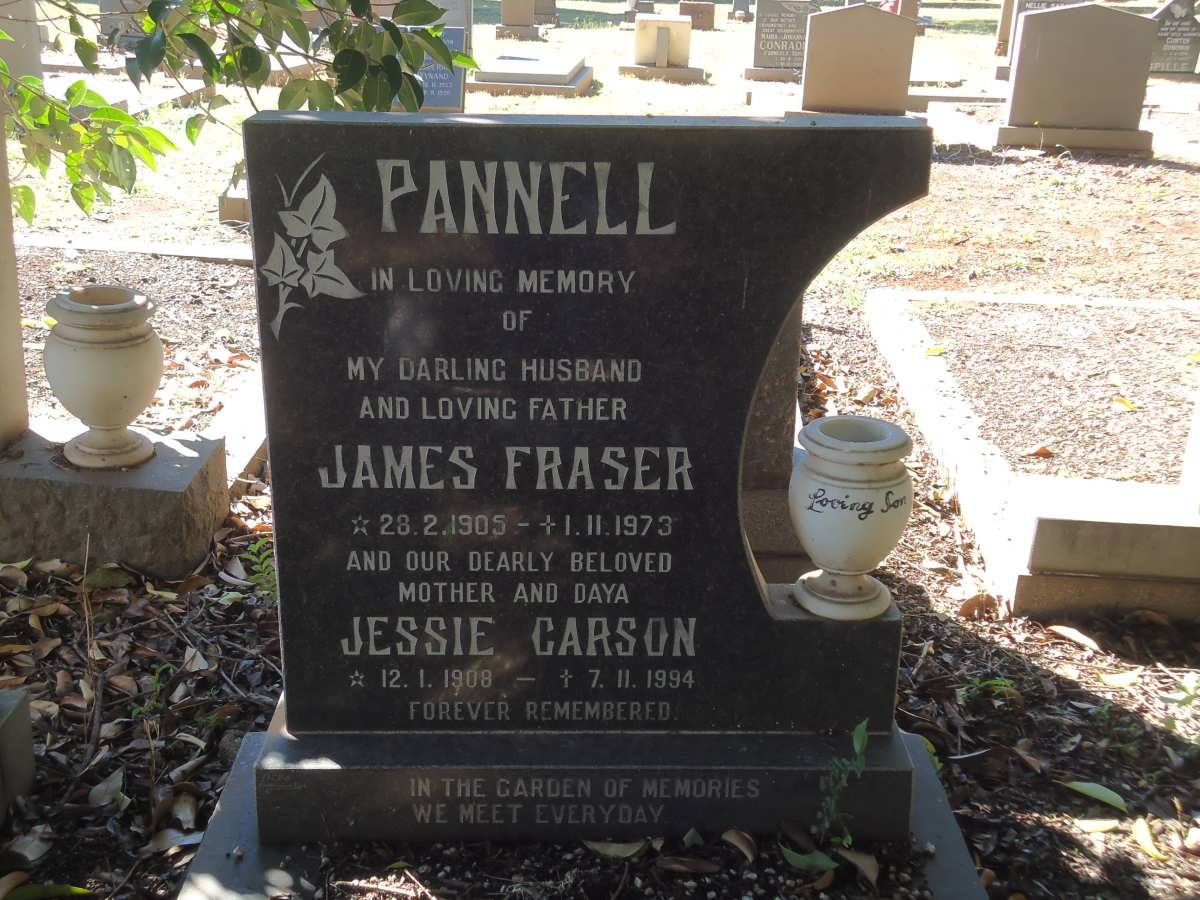 PANNELL
IN LOVING MEMORY
OF
MY DARLING HUSBAND
AND LOVING FATHER
JAMES FRASER
☆ 28.2.1905 – ✝ 1.11.1973
AND OUR DEARLY BELOVED
MOTHER AND DAYA
JESSIE CARSON
☆ 12.1.1908 – ✝ 7.11.1994
FOREVER REMEMBERED.
IN THE GARDEN OF MEMORIES
WE MEET EVERYDAY.
Loving Son
CONRADI